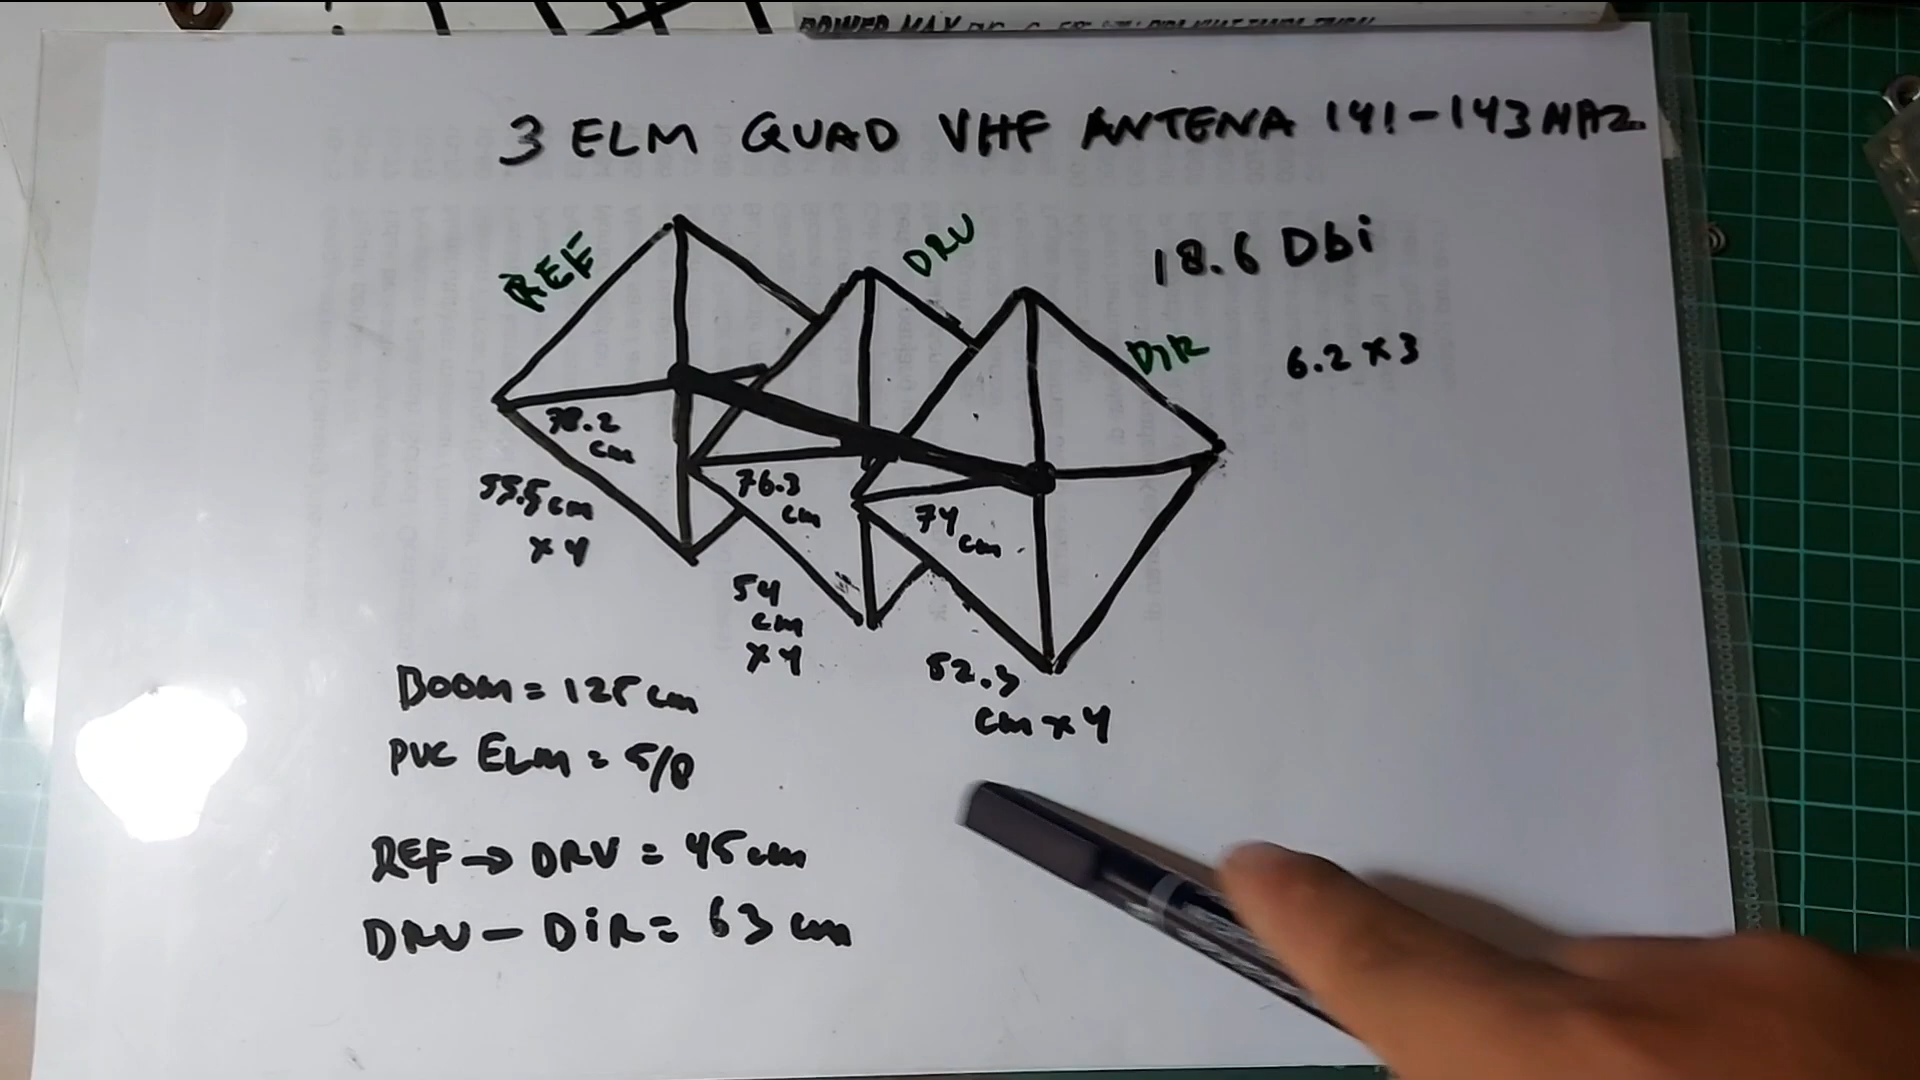 3 ELM QUAD VHF ANTENA 141-143 MHZ
REF
DRV
18.6 Dbi
DIR
6.2 x 3
78.2
cm
55.5 cm
x 4
76.3
cm
74
cm
54
cm
x 4
52.3
cm x 4
BOOM = 125 cm
PVC ELM = 5/8
REF → DRV = 45 cm
DRV - DiR = 63 cm